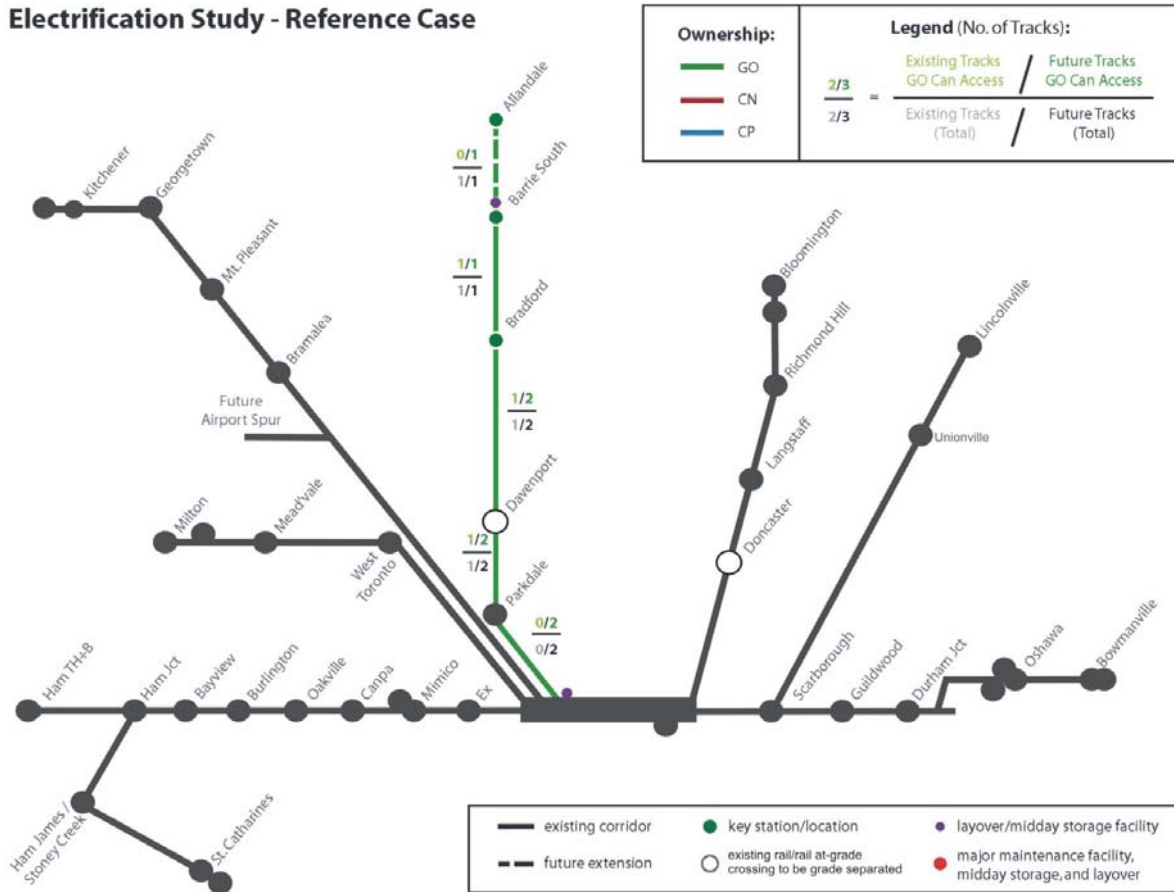 Electrification Study - Reference Case
Ownership:
GO
CN
CP
Legend (No. of Tracks):
2/3
2/3
=
Existing Tracks
GO Can Access
/
Future Tracks
GO Can Access
Existing Tracks
(Total)
/
Future Tracks
(Total)
Allandale
0/1
1/1
Barrie South
1/1
1/1
Bradford
1/2
1/2
Davenport
1/2
1/2
Parkdale
0/2
0/2
Kitchener
Georgetown
Mt. Pleasant
Bramalea
Future
Airport Spur
Milton
Mead'vale
West
Toronto
Bloomington
Richmond Hill
Langstaff
Doncaster
Lincolnville
Unionville
Ham TH+B
Ham Jct
Bayview
Burlington
Oakville
Canpa
Mimico
Ex
Scarborough
Guildwood
Durham Jct
Oshawa
Bowmanville
Ham James /
Stoney Creek
St. Catharines
existing corridor
key station/location
layover/midday storage facility
future extension
existing rail/rail at-grade
crossing to be grade separated
major maintenance facility,
midday storage, and layover